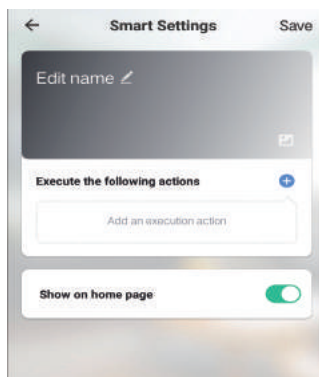 Smart Settings Save
Edit name
Execute the following actions
Add an execution action
Show on home page